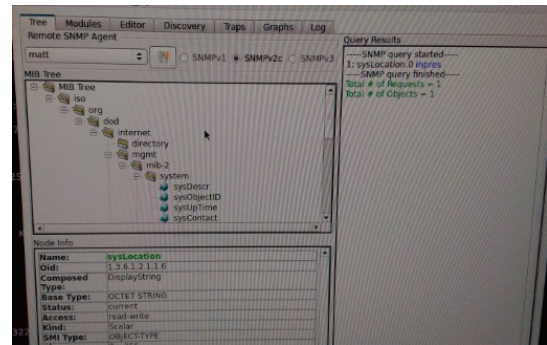 Tree Modules Editor Discovery Traps Graphs Log
Remote SNMP Agent
matt
SNMPv1 SNMPv2c SNMPv3
MIB Tree
MIB Tree
iso
org
dod
internet
directory
mgmt
mib-2
system
sysDescr
sysObjectID
sysUpTime
sysContact
Node Info
Name: sysLocation
Oid: 1.3.6.1.2.1.1.6
Composed Type: DisplayString
Base Type: OCTET STRING
Status: current
Access: read-write
Kind: Scalar
SMI Type: OBJECT-TYPE
Query Results
-----SNMP query started-----
1: sysLocation.0 inpres
-----SNMP query finished-----
Total # of Requests = 1
Total # of Objects = 1